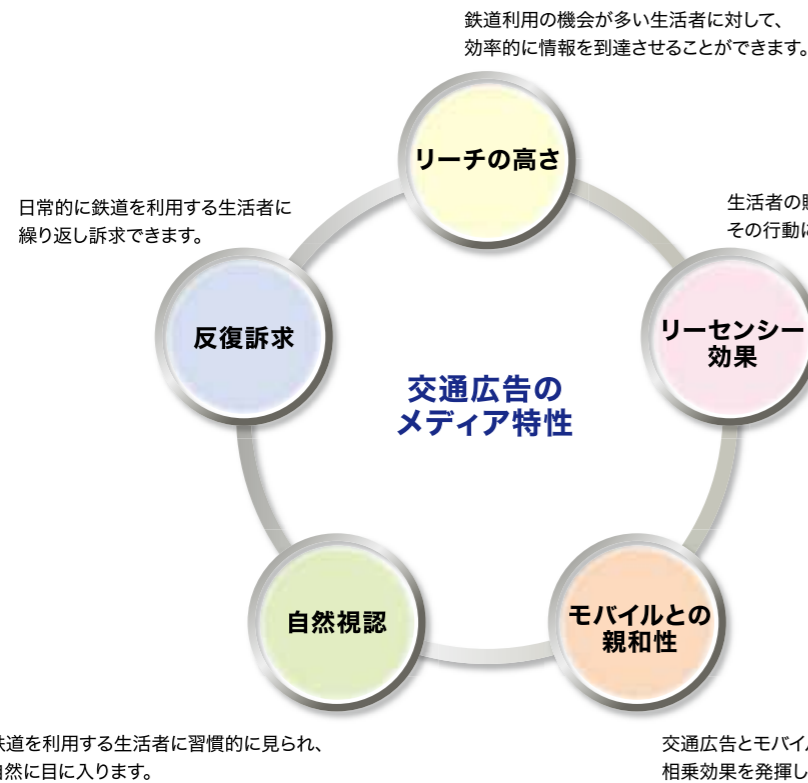 鉄道利用の機会が多い生活者に対して、
効率的に情報を到達させることができます。
リーチの高さ
日常的に鉄道を利用する生活者に
繰り返し訴求できます。
生活者の
その行動に
反復訴求
リーセンシー
効果
交通広告の
メディア特性
自然視認
モバイルとの
親和性
鉄道を利用する生活者に習慣的に見られ、
自然に目に入ります。
交通広告とモバイル
相乗効果を発揮し